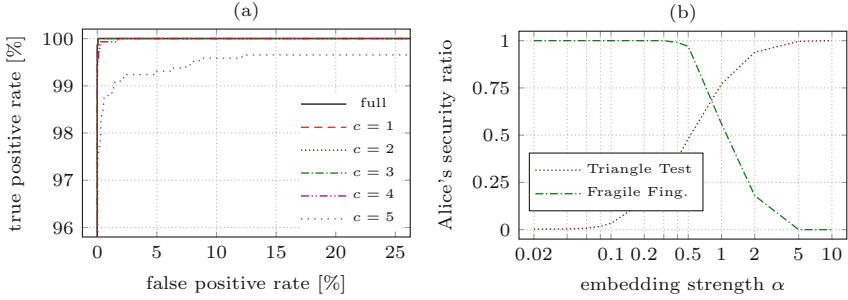 (a)
true positive rate [%]
100
99
98
97
96
0
5
10
15
20
25
false positive rate [%]
full
c = 1
c = 2
c = 3
c = 4
c = 5
(b)
Alice's security ratio
1
0.75
0.5
0.25
0
0.02
0.1
0.2
0.5
1
2
5
10
embedding strength α
Triangle Test
Fragile Fing.